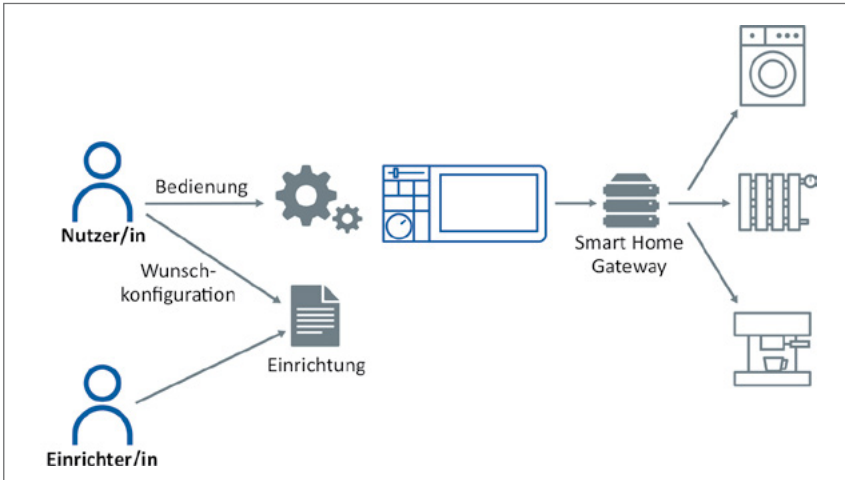 Bedienung
Nutzer/in
Wunsch-
konfiguration
Einrichtung
Einrichter/in
Smart Home
Gateway